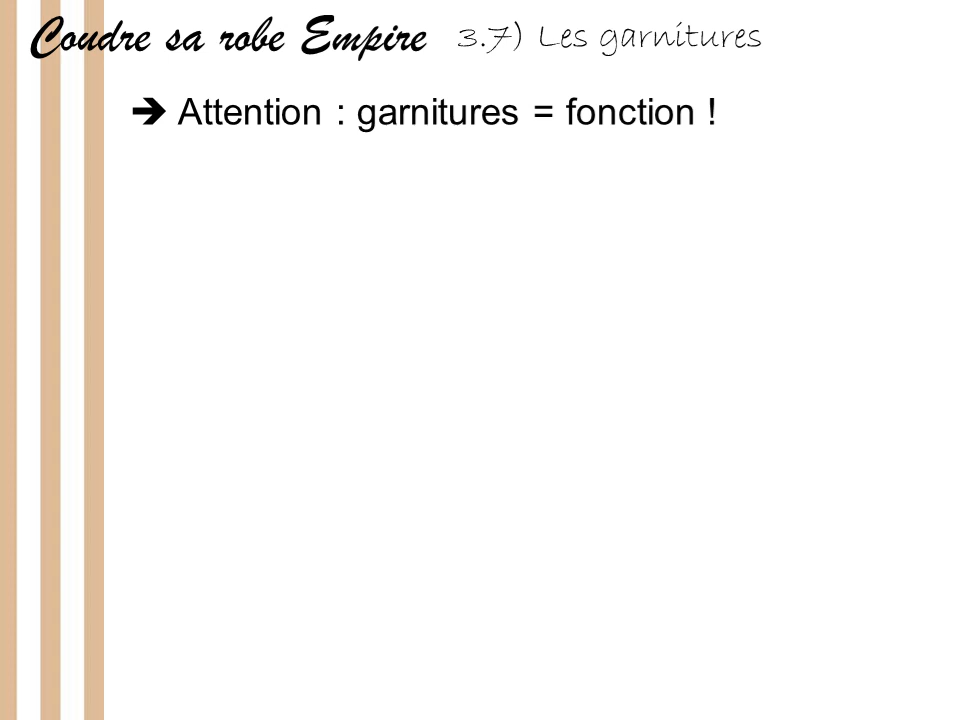 Coudre sa robe Empire 3.7) Les garnitures
➔ Attention : garnitures = fonction !